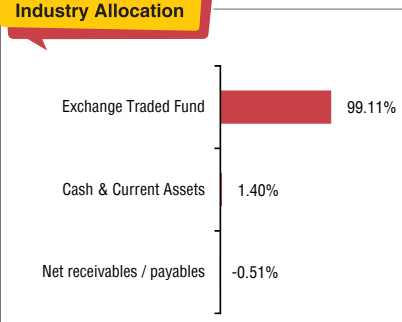 Industry Allocation
Exchange Traded Fund 99.11%
Cash & Current Assets 1.40%
Net receivables / payables -0.51%